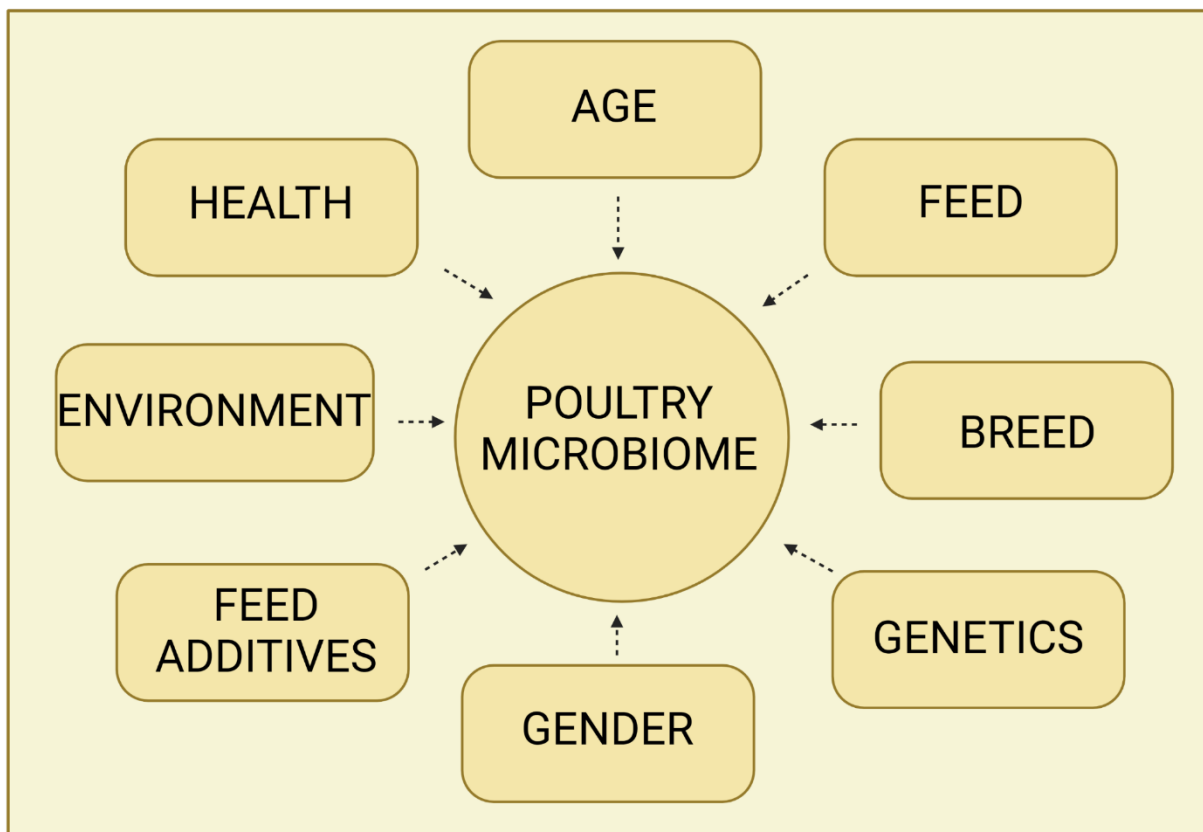 AGE
HEALTH
FEED
ENVIRONMENT
POULTRY
MICROBIOME
BREED
FEED
ADDITIVES
GENETICS
GENDER